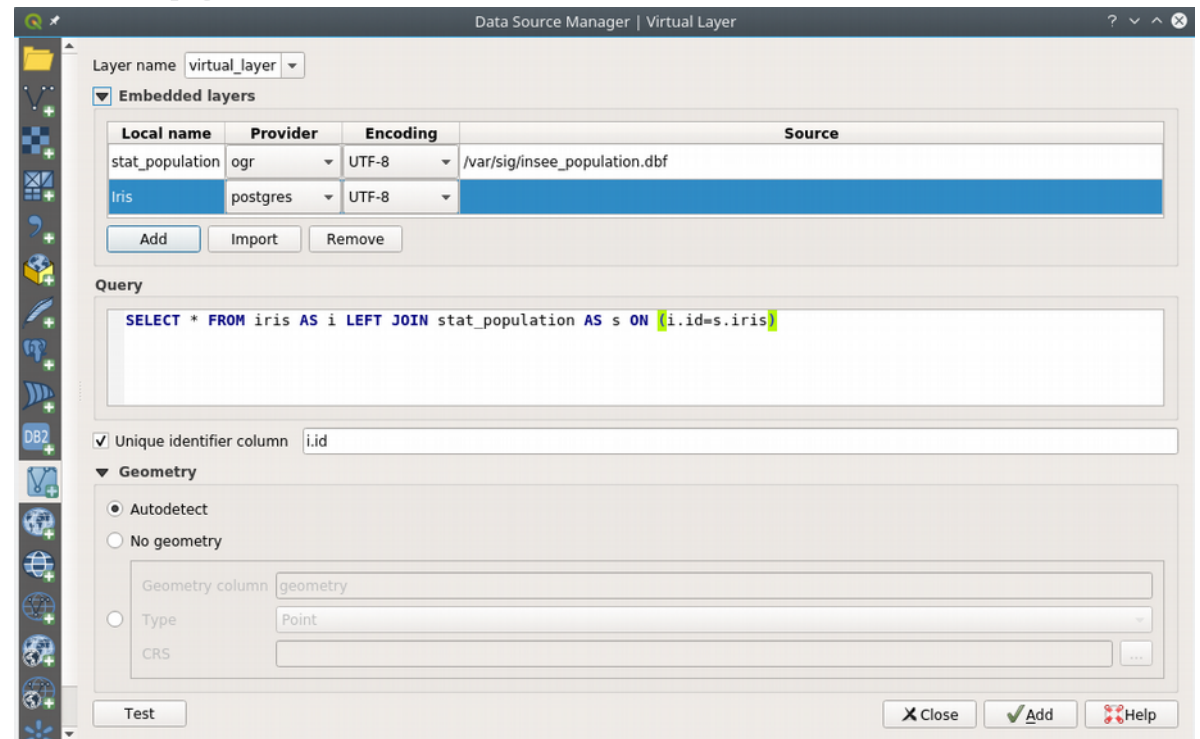 Data Source Manager | Virtual Layer
Layer name virtual_layer
Embedded layers
Local name Provider Encoding Source
stat_population ogr UTF-8 /var/sig/insee_population.dbf
Iris postgres UTF-8
Add Import Remove
Query
SELECT * FROM iris AS i LEFT JOIN stat_population AS s ON (i.id=s.iris)
DB2
Unique identifier column i.id
Geometry
Autodetect
No geometry
Geometry column geometry
Type Point
CRS ...
Test Close Add Help